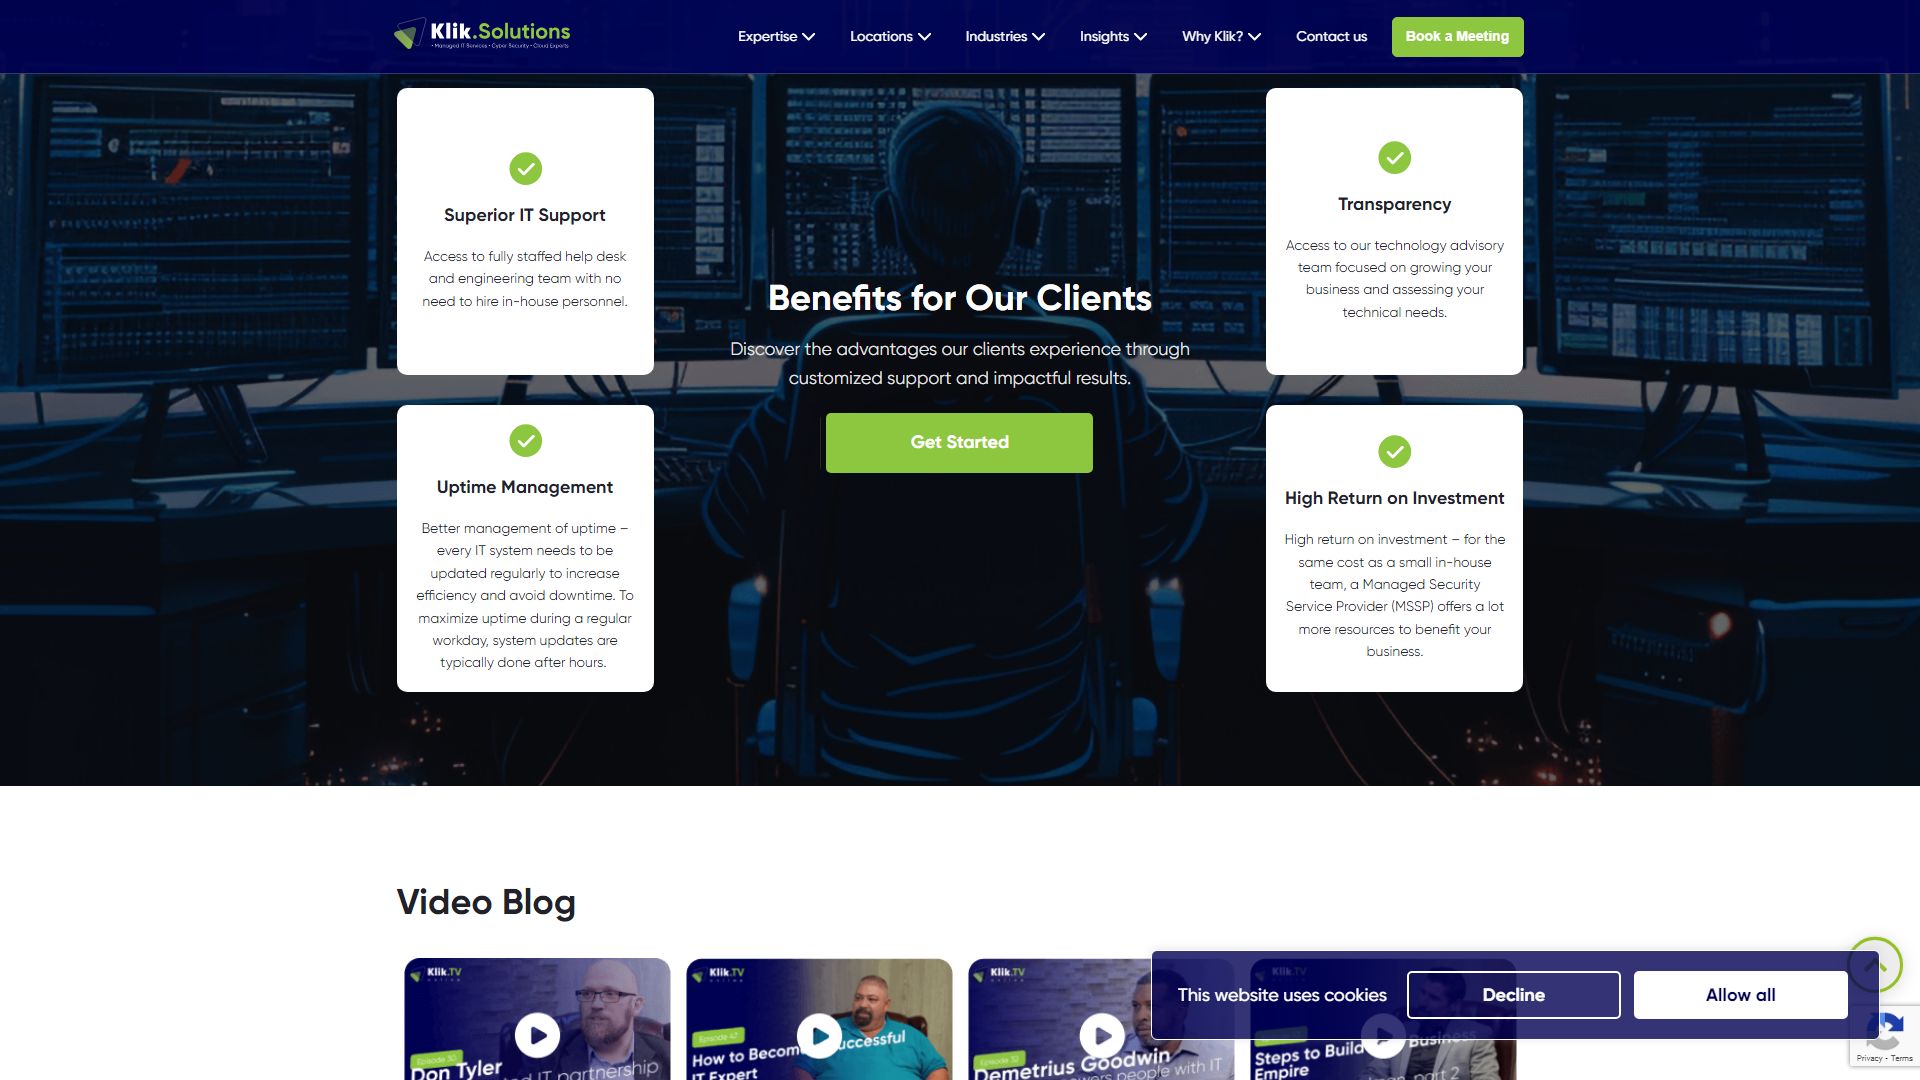 Klik.Solutions
• Managed IT Services • Cyber Security • Cloud Experts
Expertise
Locations
Industries
Insights
Why Klik?
Contact us
Book a Meeting
Superior IT Support
Access to fully staffed help desk
and engineering team with no
need to hire in-house personnel.
Uptime Management
Better management of uptime –
every IT system needs to be
updated regularly to increase
efficiency and avoid downtime. To
maximize uptime during a regular
workday, system updates are
typically done after hours.
Benefits for Our Clients
Discover the advantages our clients experience through
customized support and impactful results.
Get Started
Transparency
Access to our technology advisory
team focused on growing your
business and assessing your
technical needs.
High Return on Investment
High return on investment – for the
same cost as a small in-house
team, a Managed Security
Service Provider (MSSP) offers a lot
more resources to benefit your
business.
Video Blog
Klik.TV
Episode 30
Don Tyler
and IT partnership
Klik.TV
Episode 47
How to Become Successful
IT Expert
Klik.TV
Episode 32
Demetrius Goodwin
powers people with IT
Klik.TV
Steps to Build Business
Empire
part 2
This website uses cookies
Decline
Allow all
Privacy - Terms